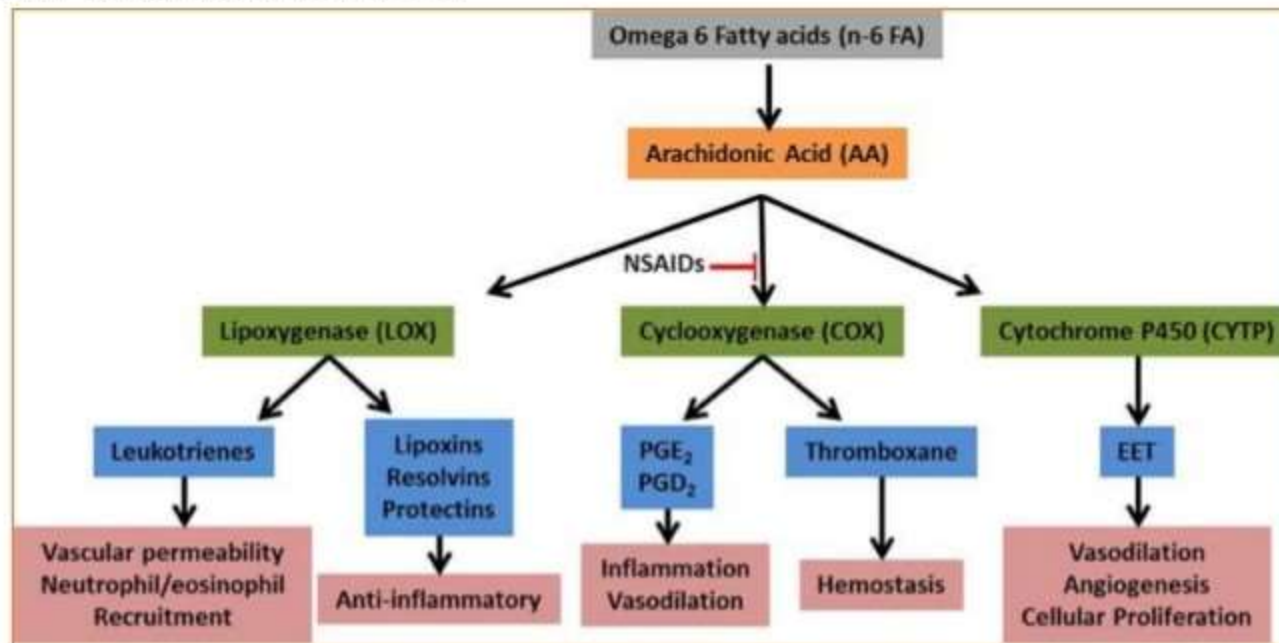 Omega 6 Fatty acids (n-6 FA)
Arachidonic Acid (AA)
NSAIDs
Lipoxygenase (LOX)
Cyclooxygenase (COX)
Cytochrome P450 (CYTP)
Leukotrienes
Lipoxins
Resolvins
Protectins
PGE₂
PGD₂
Thromboxane
EET
Vascular permeability
Neutrophil/eosinophil
Recruitment
Anti-inflammatory
Inflammation
Vasodilation
Hemostasis
Vasodilation
Angiogenesis
Cellular Proliferation